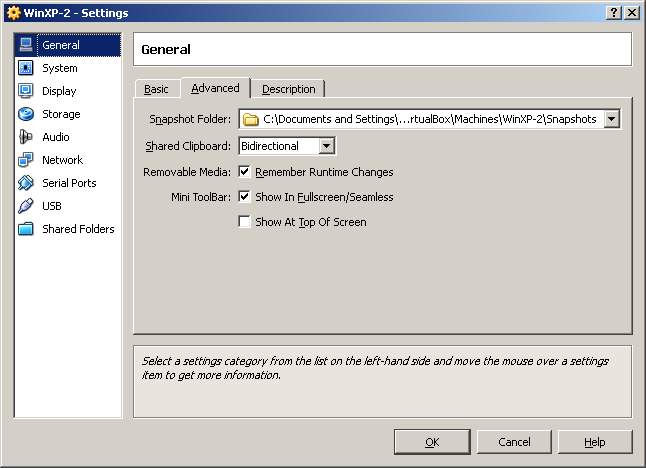 WinXP-2 - Settings
General
System
Display
Storage
Audio
Network
Serial Ports
USB
Shared Folders
General
Basic
Advanced
Description
Snapshot Folder: C:\Documents and Settings\...rtualBox\Machines\WinXP-2\Snapshots
Shared Clipboard: Bidirectional
Removable Media: Remember Runtime Changes
Mini ToolBar: Show In Fullscreen/Seamless
Show At Top Of Screen
Select a settings category from the list on the left-hand side and move the mouse over a settings
item to get more information.
OK
Cancel
Help